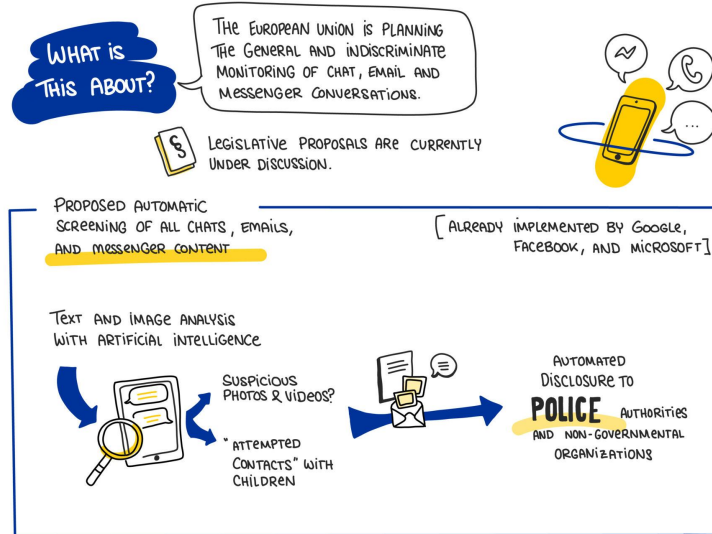 WHAT iS
THiS ABOUT?
THE EUROPEAN UNION iS PLANNING
THE GENERAL AND INDISCRIMINATE
MONITORING OF CHAT, EMAIL AND
MESSENGER CONVERSATIONS.
§
LEGISLATIVE PROPOSALS ARE CURRENTLY
UNDER DISCUSSION.
PROPOSED AUTOMATIC
SCREENING OF ALL CHATS, EMAILS,
AND MESSENGER CONTENT
[ALREADY IMPLEMENTED BY GOOGLE,
FACEBOOK, AND MICROSOFT]
TEXT AND IMAGE ANALYSIS
WITH ARTIFICIAL INTELLIGENCE
SUSPICIOUS
PHOTOS & VIDEOS?
"ATTEMPTED
CONTACTS" WITH
CHILDREN
AUTOMATED
DISCLOSURE TO
POLICE AUTHORITIES
AND NON-GOVERNMENTAL
ORGANIZATIONS